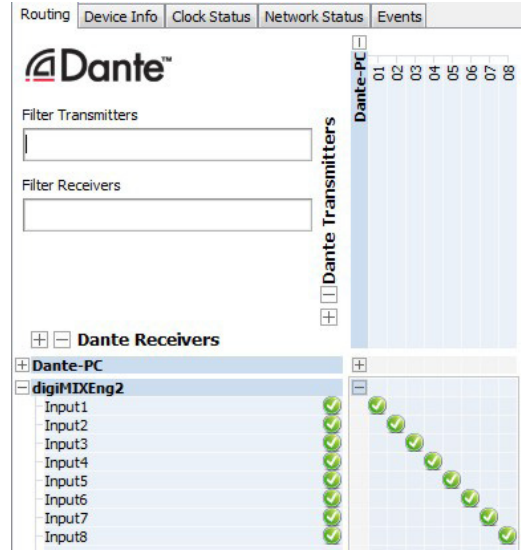 Routing Device Info Clock Status Network Status Events
Dante™
Filter Transmitters
Filter Receivers
Dante Transmitters
Dante-PC
01 02 03 04 05 06 07 08
Dante Receivers
Dante-PC
digiMIXEng2
Input1
Input2
Input3
Input4
Input5
Input6
Input7
Input8